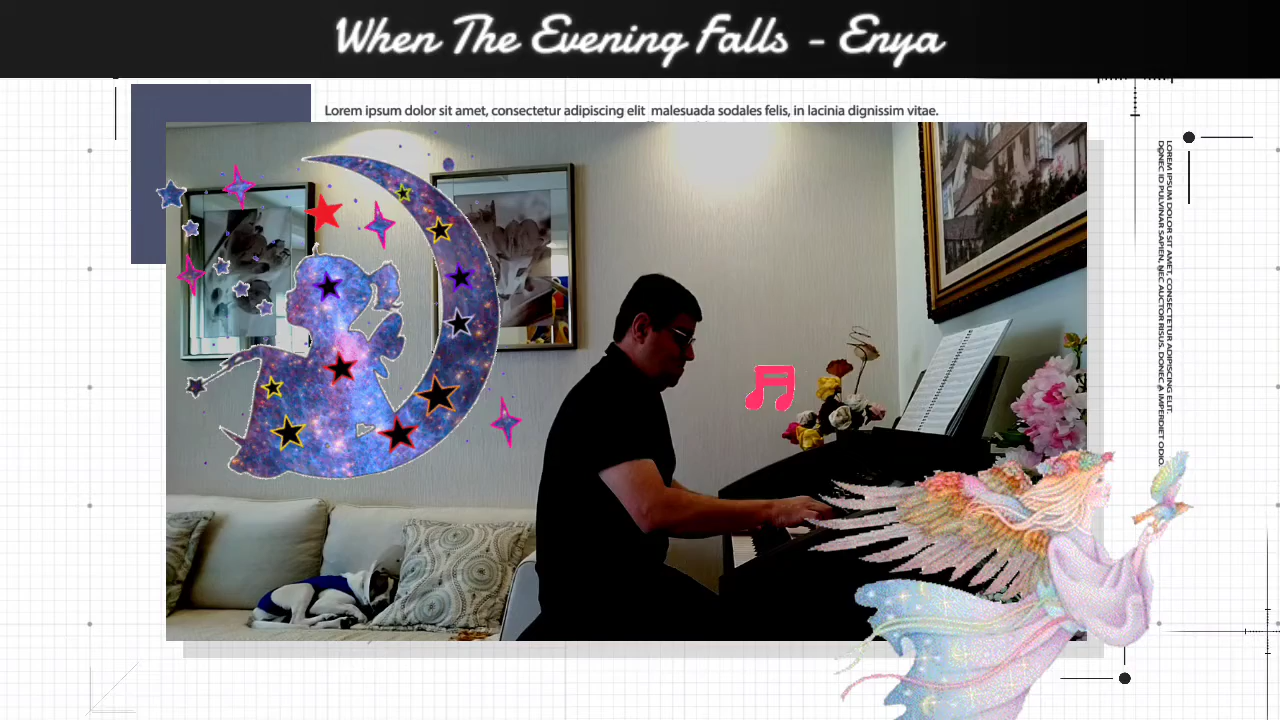 When The Evening Falls - Enya
Lorem ipsum dolor sit amet, consectetur adipiscing elit malesuada sodales felis, in lacinia dignissim vitae.
LOREM IPSUM DOLOR SIT AMET, CONSECTETUR ADIPISCING ELIT.
DONEC ID PULVINAR SAPIEN, NEC AUCTOR RISUS. DONEC A IMPERDIET ODIO.